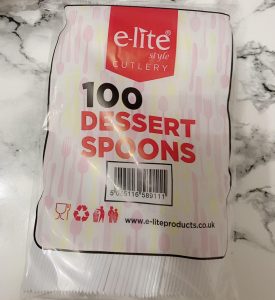 e-lite®
style
CUTLERY
100
DESSERT
SPOONS
www.e-liteproducts.co.uk